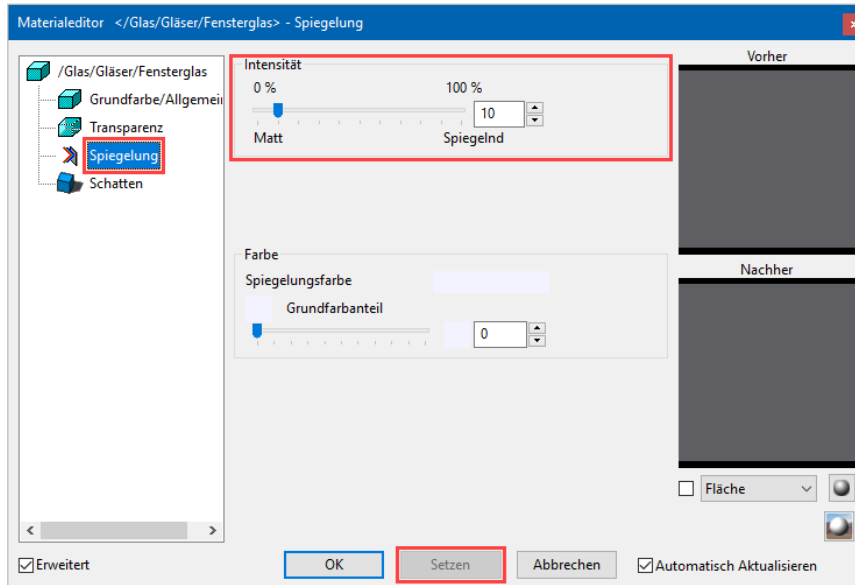 Materialeditor </Glas/Gläser/Fensterglas> - Spiegelung
/Glas/Gläser/Fensterglas
Grundfarbe/Allgemei
Transparenz
Spiegelung
Schatten
Intensität
0 % 100 %
10
Matt Spiegelnd
Farbe
Spiegelungsfarbe
Grundfarbanteil
0
Vorher
Nachher
Fläche
Erweitert
OK
Setzen
Abbrechen
Automatisch Aktualisieren